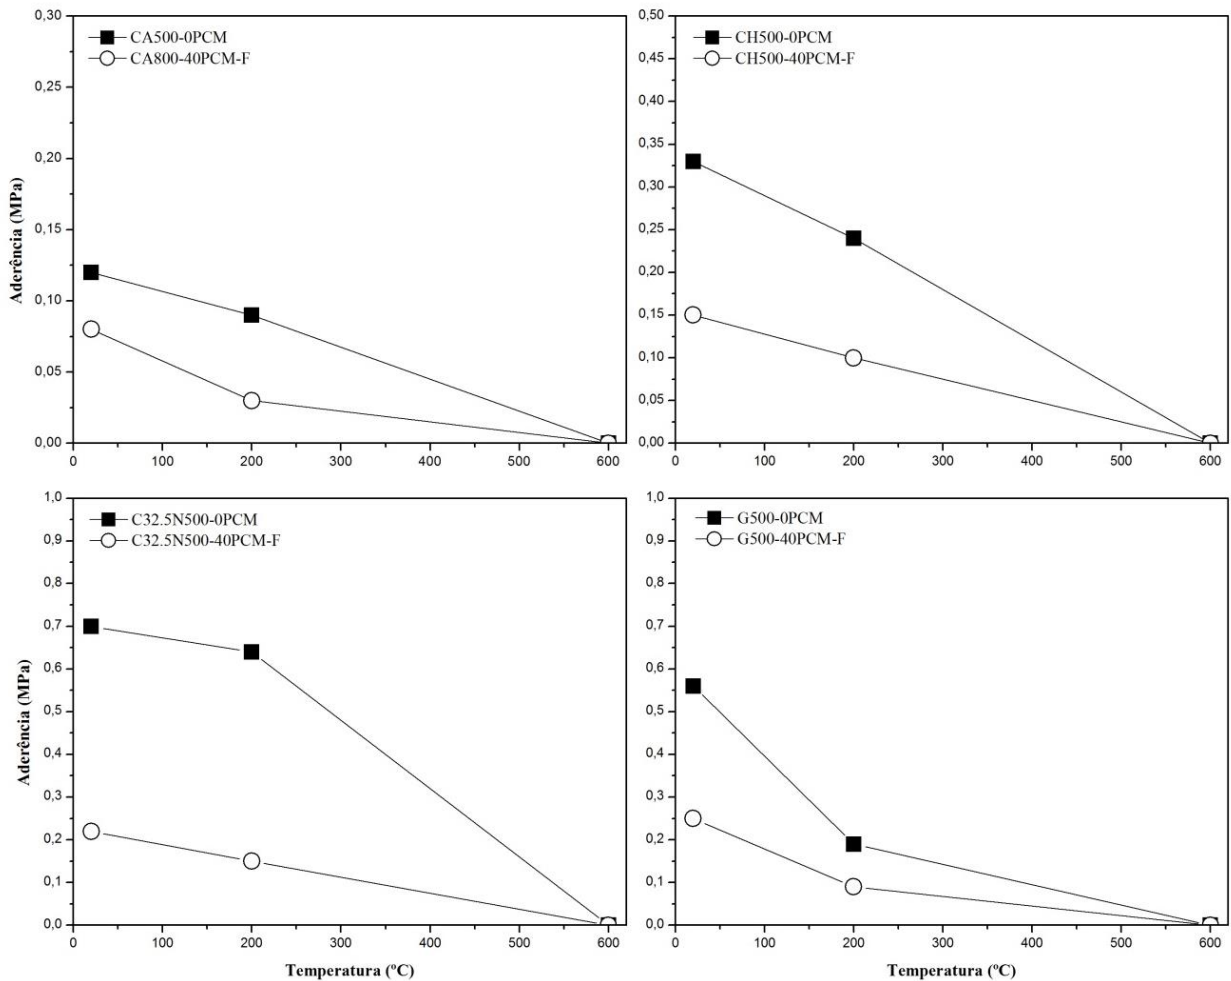 0,30
0,25
0,20
0,15
0,10
0,05
0,00
0 100 200 300 400 500 600
Aderência (MPa)
CA500-0PCM
CA800-40PCM-F
0,50
0,45
0,40
0,35
0,30
0,25
0,20
0,15
0,10
0,05
0,00
0 100 200 300 400 500 600
CH500-0PCM
CH500-40PCM-F
1,0
0,9
0,8
0,7
0,6
0,5
0,4
0,3
0,2
0,1
0,0
0 100 200 300 400 500 600
Aderência (MPa)
Temperatura (ºC)
C32.5N500-0PCM
C32.5N500-40PCM-F
1,0
0,9
0,8
0,7
0,6
0,5
0,4
0,3
0,2
0,1
0,0
0 100 200 300 400 500 600
Temperatura (ºC)
G500-0PCM
G500-40PCM-F